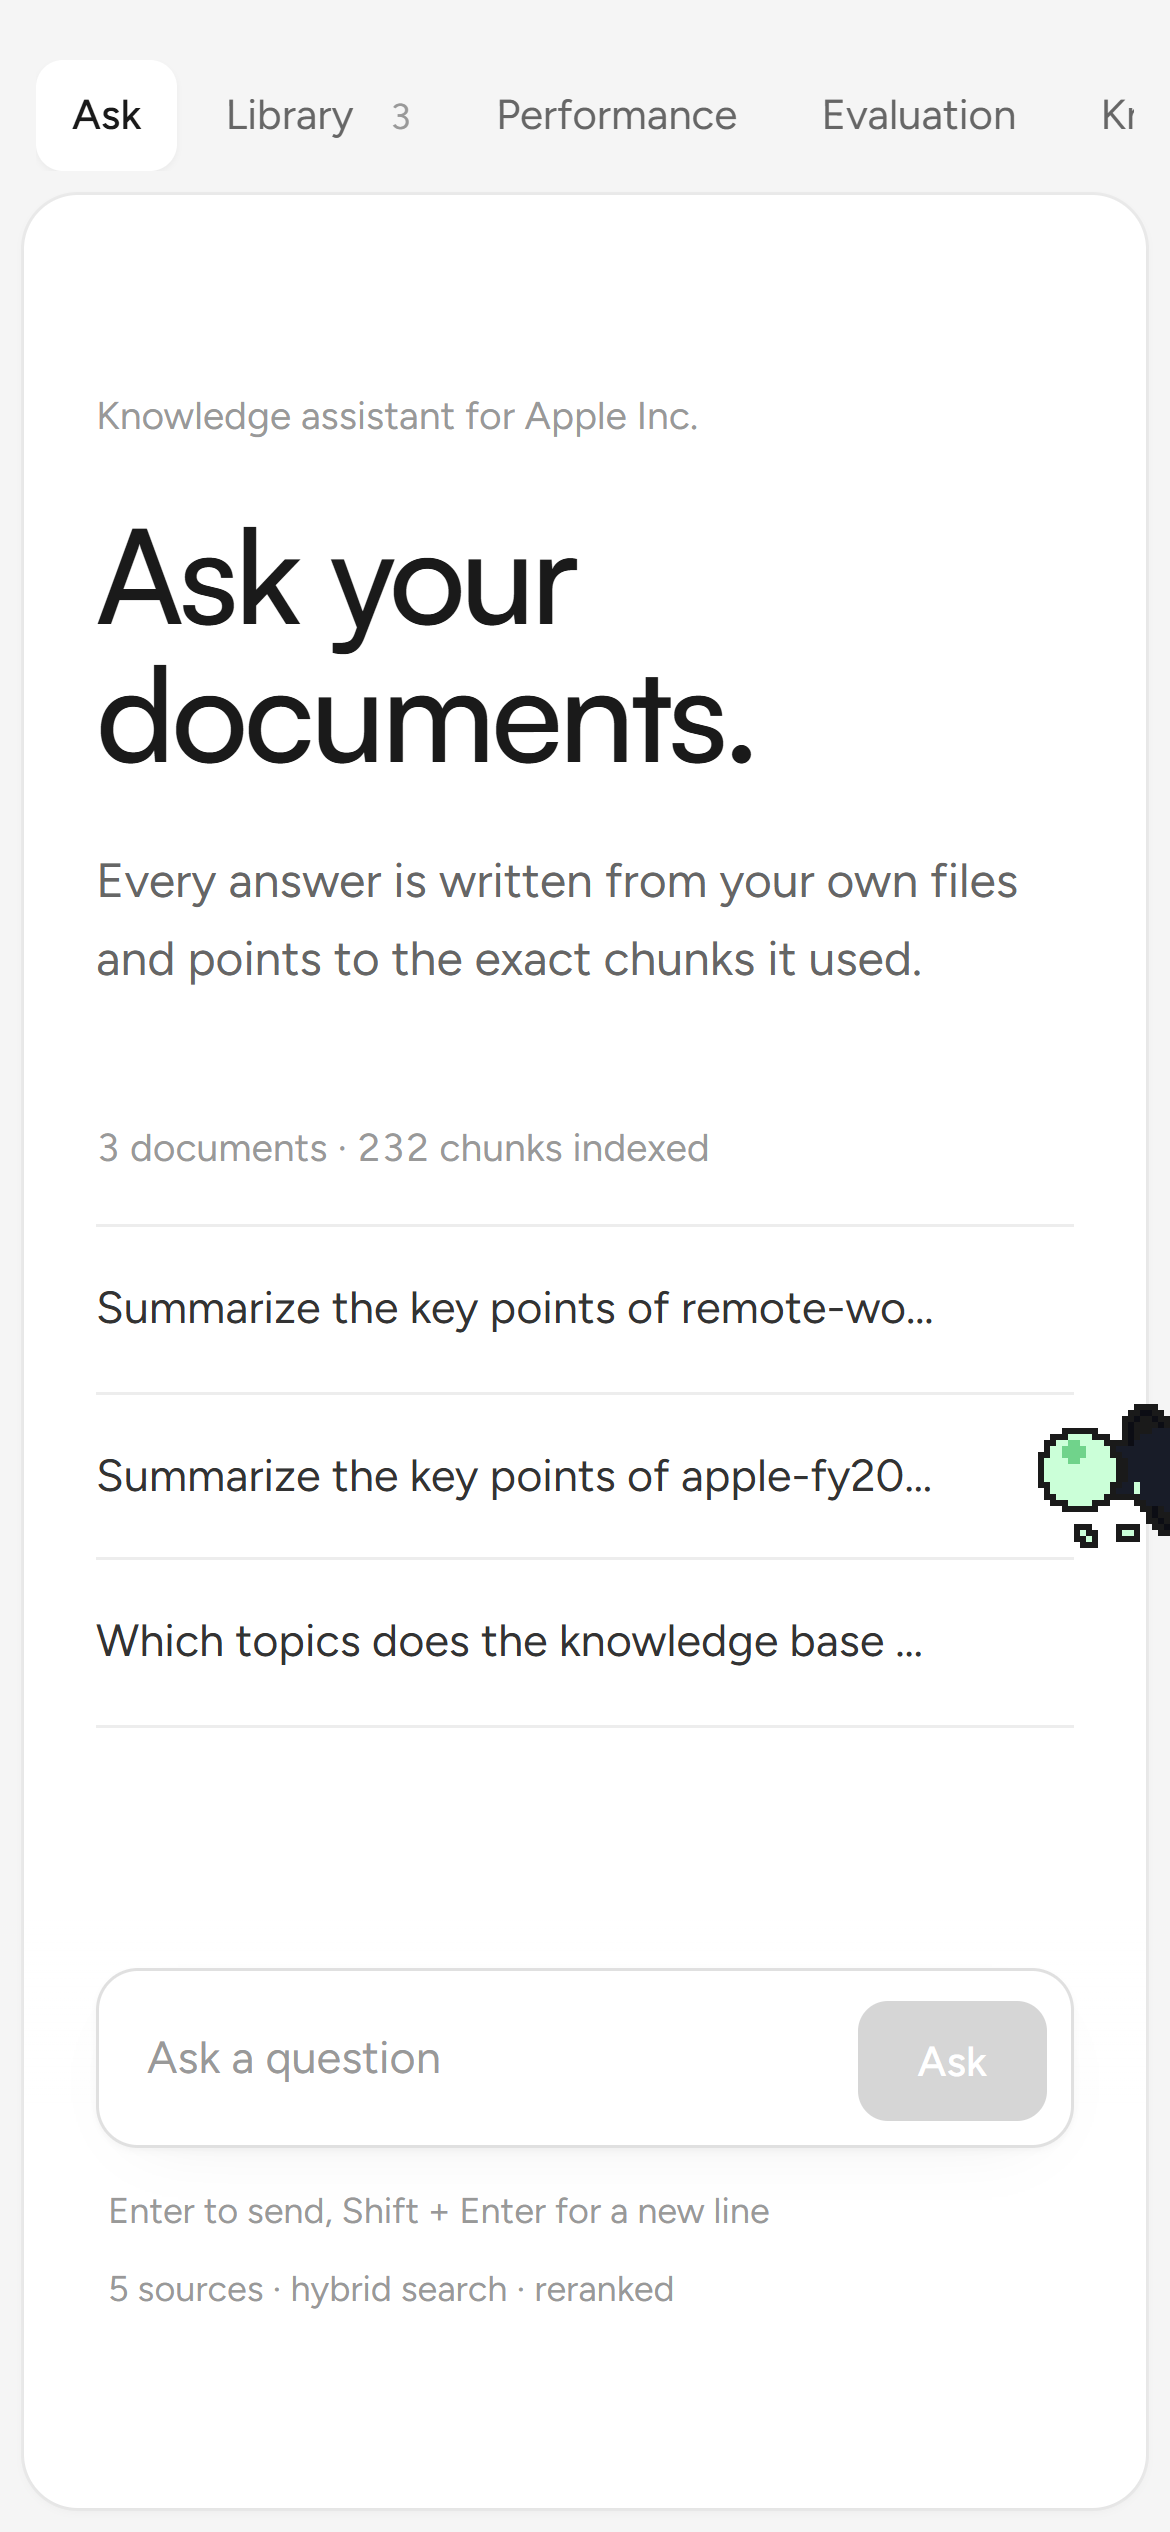 Ask Library 3 Performance Evaluation
Knowledge assistant for Apple Inc.
Ask your
documents.
Every answer is written from your own files
and points to the exact chunks it used.
3 documents · 232 chunks indexed
Summarize the key points of remote-wo...
Summarize the key points of apple-fy20...
Which topics does the knowledge base ...
Ask a question Ask
Enter to send, Shift + Enter for a new line
5 sources · hybrid search · reranked